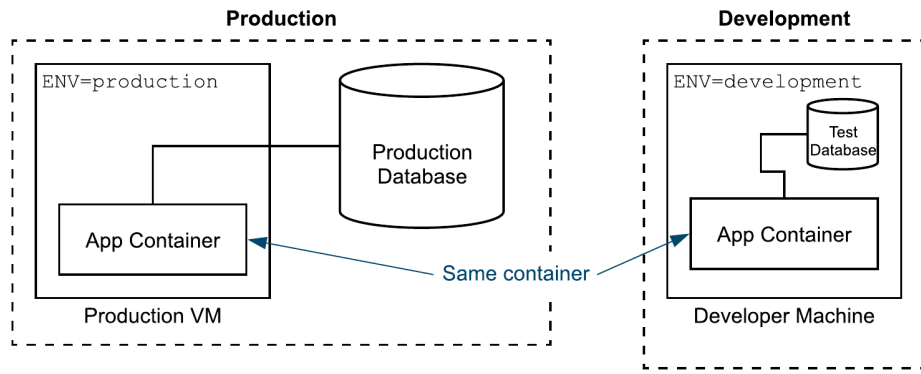 Production
ENV=production
Production
Database
App Container
Production VM
Same container
Development
ENV=development
Test
Database
App Container
Developer Machine